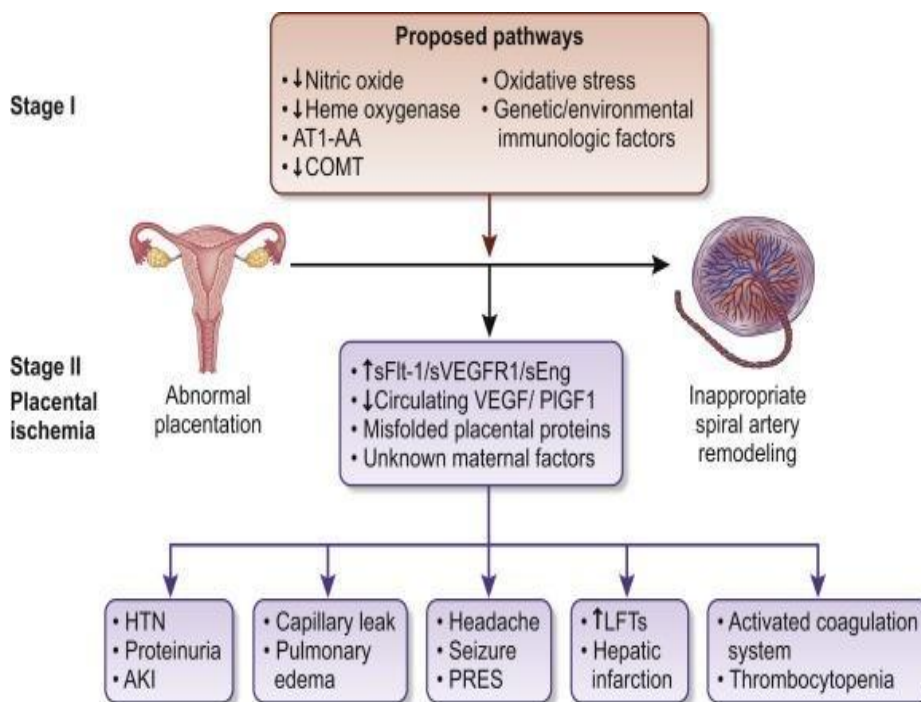 Proposed pathways
• ↓Nitric oxide
• ↓Heme oxygenase
• AT1-AA
• ↓COMT
• Oxidative stress
• Genetic/environmental
immunologic factors
Stage I
Stage II
Placental
ischemia
Abnormal
placentation
• ↑sFlt-1/sVEGFR1/sEng
• ↓Circulating VEGF/ PlGF1
• Misfolded placental proteins
• Unknown maternal factors
Inappropriate
spiral artery
remodeling
• HTN
• Proteinuria
• AKI
• Capillary leak
• Pulmonary
edema
• Headache
• Seizure
• PRES
• ↑LFTs
• Hepatic
infarction
• Activated coagulation
system
• Thrombocytopenia